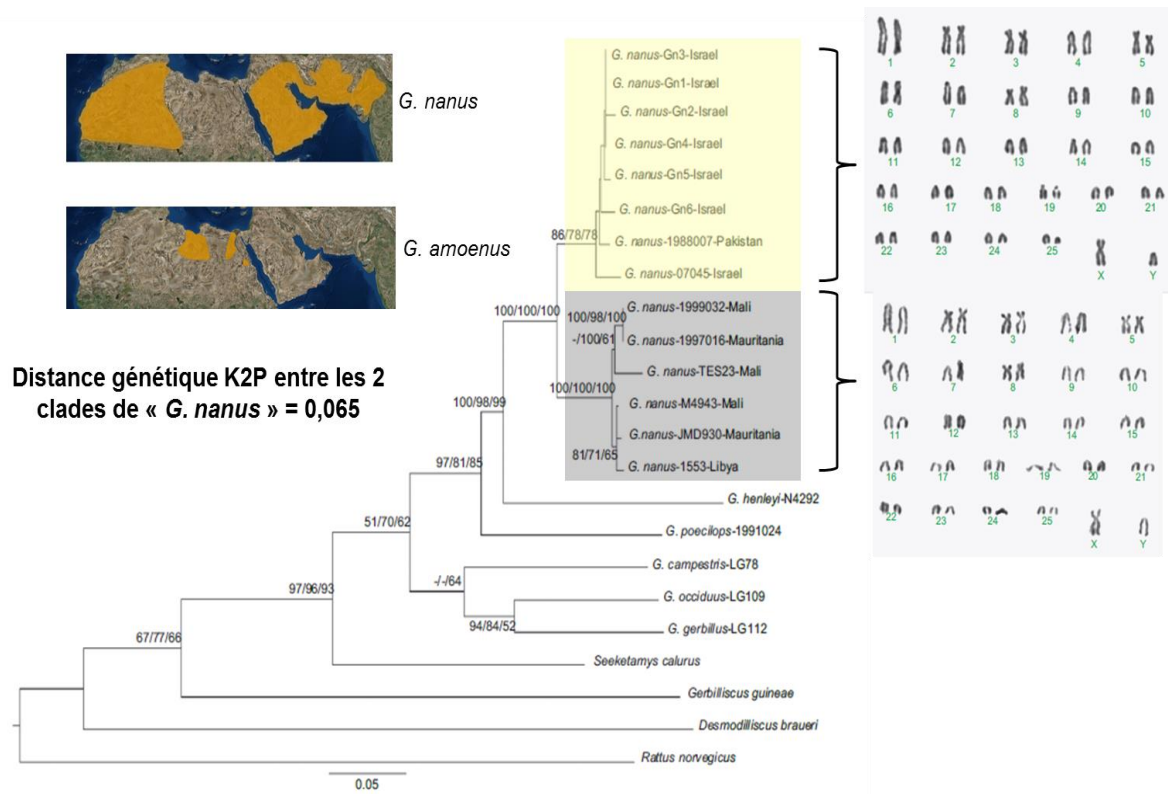 G. nanus
G. amoenus
Distance génétique K2P entre les 2
clades de « G. nanus » = 0,065
G. nanus-Gn3-Israel
G. nanus-Gn1-Israel
G. nanus-Gn2-Israel
G. nanus-Gn4-Israel
G. nanus-Gn5-Israel
G. nanus-Gn6-Israel
86/78/78
G. nanus-1988007-Pakistan
G. nanus-07045-Israel
100/100/100
100/98/100
G. nanus-1999032-Mali
-/100/61
G. nanus-1997016-Mauritania
G. nanus-TES23-Mali
100/100/100
G. nanus-M4943-Mali
G.nanus-JMD930-Mauritania
81/71/65
G. nanus-1553-Libya
100/98/99
G. henleyi-N4292
97/81/85
G. poecilops-1991024
51/70/62
G. campestris-LG78
-/-/64
97/96/93
G. occiduus-LG109
94/84/52
G. gerbillus-LG112
67/77/66
Seeketamys calurus
Gerbilliscus guineae
Desmodilliscus braueri
Rattus norvegicus
0.05
1 2 3 4 5
6 7 8 9 10
11 12 13 14 15
16 17 18 19 20 21
22 23 24 25
X Y
1 2 3 4 5
6 7 8 9 10
11 12 13 14 15
16 17 18 19 20 21
22 23 24 25
X Y